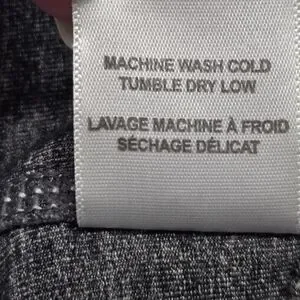 MACHINE WASH COLD
TUMBLE DRY LOW
LAVAGE MACHINE À FROID
SÉCHAGE DÉLICAT